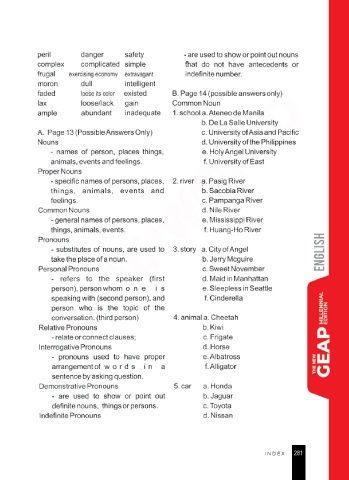 peril danger safety
complex complicated simple
frugal exercising economy extravagant
moron dull intelligent
faded loose its color existed
lax loose/lack gain
ample abundant inadequate
A. Page 13 (Possible Answers Only)
Nouns
- names of person, places things,
animals, events and feelings.
Proper Nouns
- specific names of persons, places,
things, animals, events and
feelings.
Common Nouns
- general names of persons, places,
things, animals, events.
Pronouns
- substitutes of nouns, are used to
take the place of a noun.
Personal Pronouns
- refers to the speaker (first
person), person whom o n e i s
speaking with (second person), and
person who is the topic of the
conversation. (third person)
Relative Pronouns
- relate or connect clauses;
Interrogative Pronouns
- pronouns used to have proper
arrangement of w o r d s i n a
sentence by asking question.
Demonstrative Pronouns
- are used to show or point out
definite nouns, things or persons.
Indefinite Pronouns
- are used to show or point out nouns
that do not have antecedents or
indefinite number.
B. Page 14 (possible answers only)
Common Noun
1. school a. Ateneo de Manila
b. De La Salle University
c. University of Asia and Pacific
d. University of the Philippines
e. Holy Angel University
f. University of East
2. river a. Pasig River
b. Sacobia River
c. Pampanga River
d. Nile River
e. Mississippi River
f. Huang-Ho River
3. story a. City of Angel
b. Jerry Mcguire
c. Sweet November
d. Maid in Manhattan
e. Sleepless in Seattle
f. Cinderella
4. animal a. Cheetah
b. Kiwi
c. Frigate
d. Horse
e. Albatross
f. Alligator
5. car a. Honda
b. Jaguar
c. Toyota
d. Nissan
ENGLISH
THE NEW
GEAP MILLENNIAL
EDITION
INDEX 281